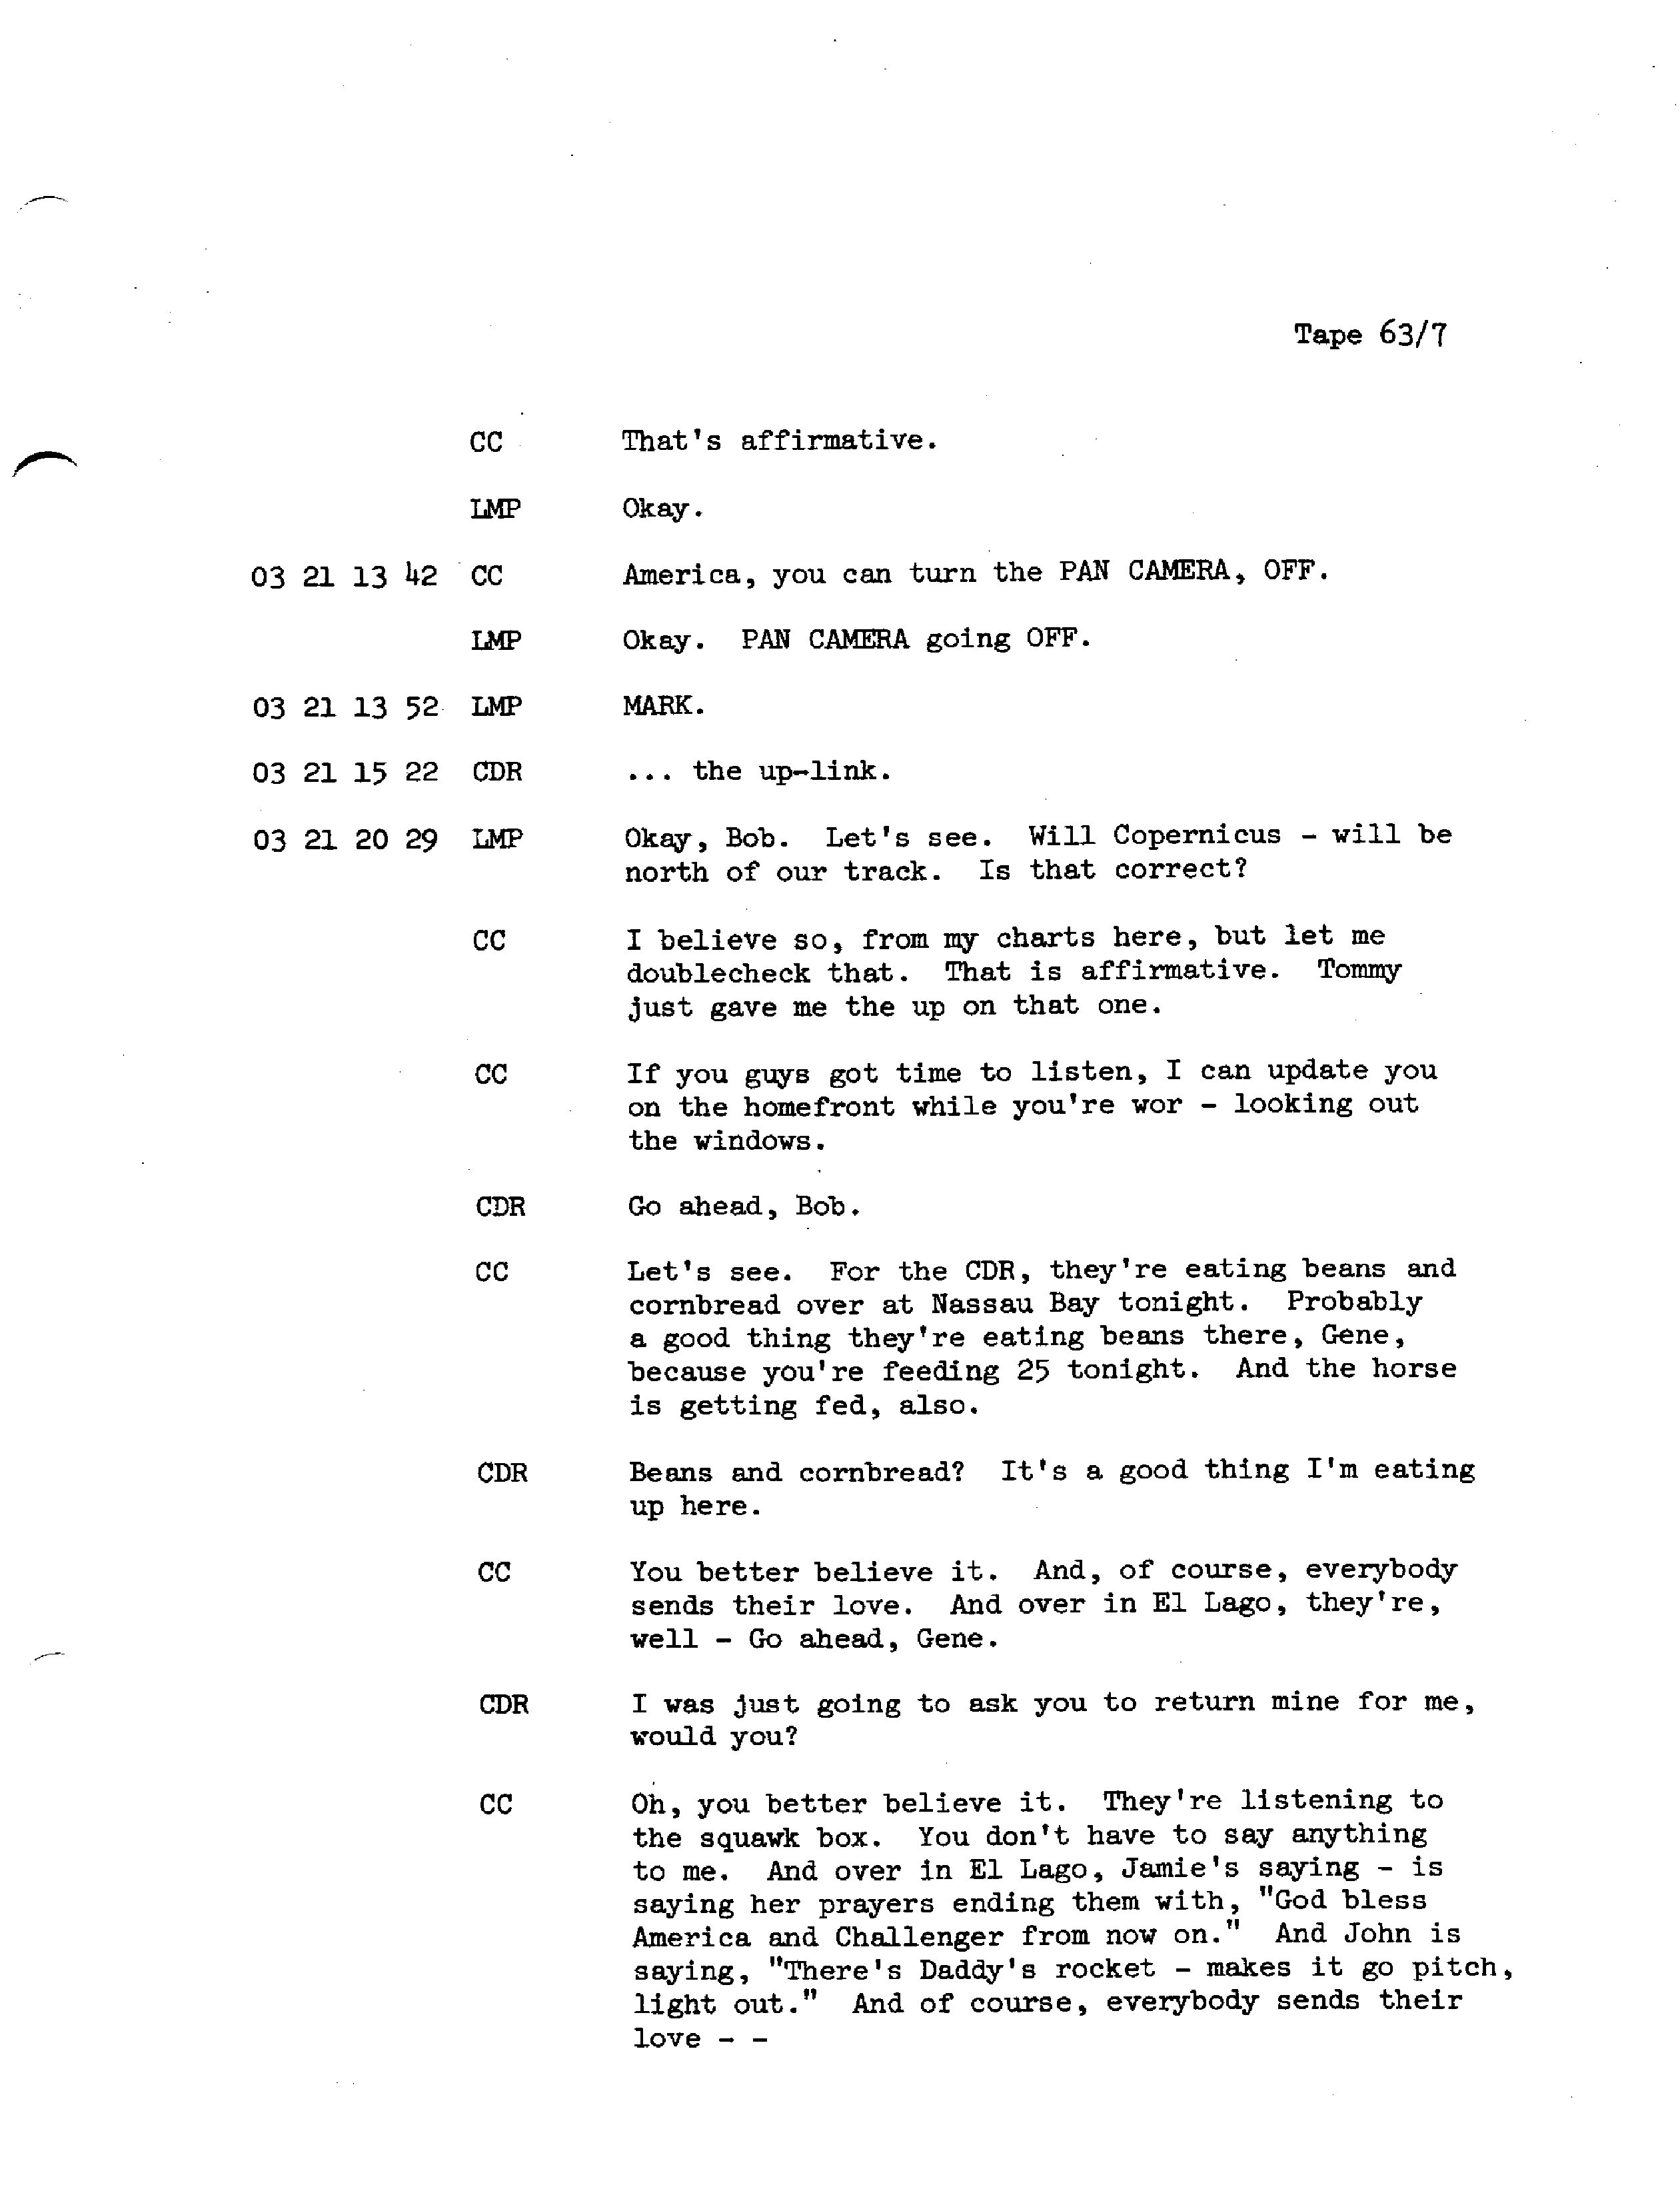 Tape 63/7
CC That's affirmative.
LMP Okay.
03 21 13 42 CC America, you can turn the PAN CAMERA, OFF.
LMP Okay. PAN CAMERA going OFF.
03 21 13 52 LMP MARK.
03 21 15 22 CDR ... the up-link.
03 21 20 29 LMP Okay, Bob. Let's see. Will Copernicus - will be
north of our track. Is that correct?
CC I believe so, from my charts here, but let me
doublecheck that. That is affirmative. Tommy
just gave me the up on that one.
CC If you guys got time to listen, I can update you
on the homefront while you're wor - looking out
the windows.
CDR Go ahead, Bob.
CC Let's see. For the CDR, they're eating beans and
cornbread over at Nassau Bay tonight. Probably
a good thing they're eating beans there, Gene,
because you're feeding 25 tonight. And the horse
is getting fed, also.
CDR Beans and cornbread? It's a good thing I'm eating
up here.
CC You better believe it. And, of course, everybody
sends their love. And over in El Lago, they're,
well - Go ahead, Gene.
CDR I was just going to ask you to return mine for me,
would you?
CC Oh, you better believe it. They're listening to
the squawk box. You don't have to say anything
to me. And over in El Lago, Jamie's saying - is
saying her prayers ending them with, "God bless
America and Challenger from now on." And John is
saying, "There's Daddy's rocket - makes it go pitch,
light out." And of course, everybody sends their
love - -